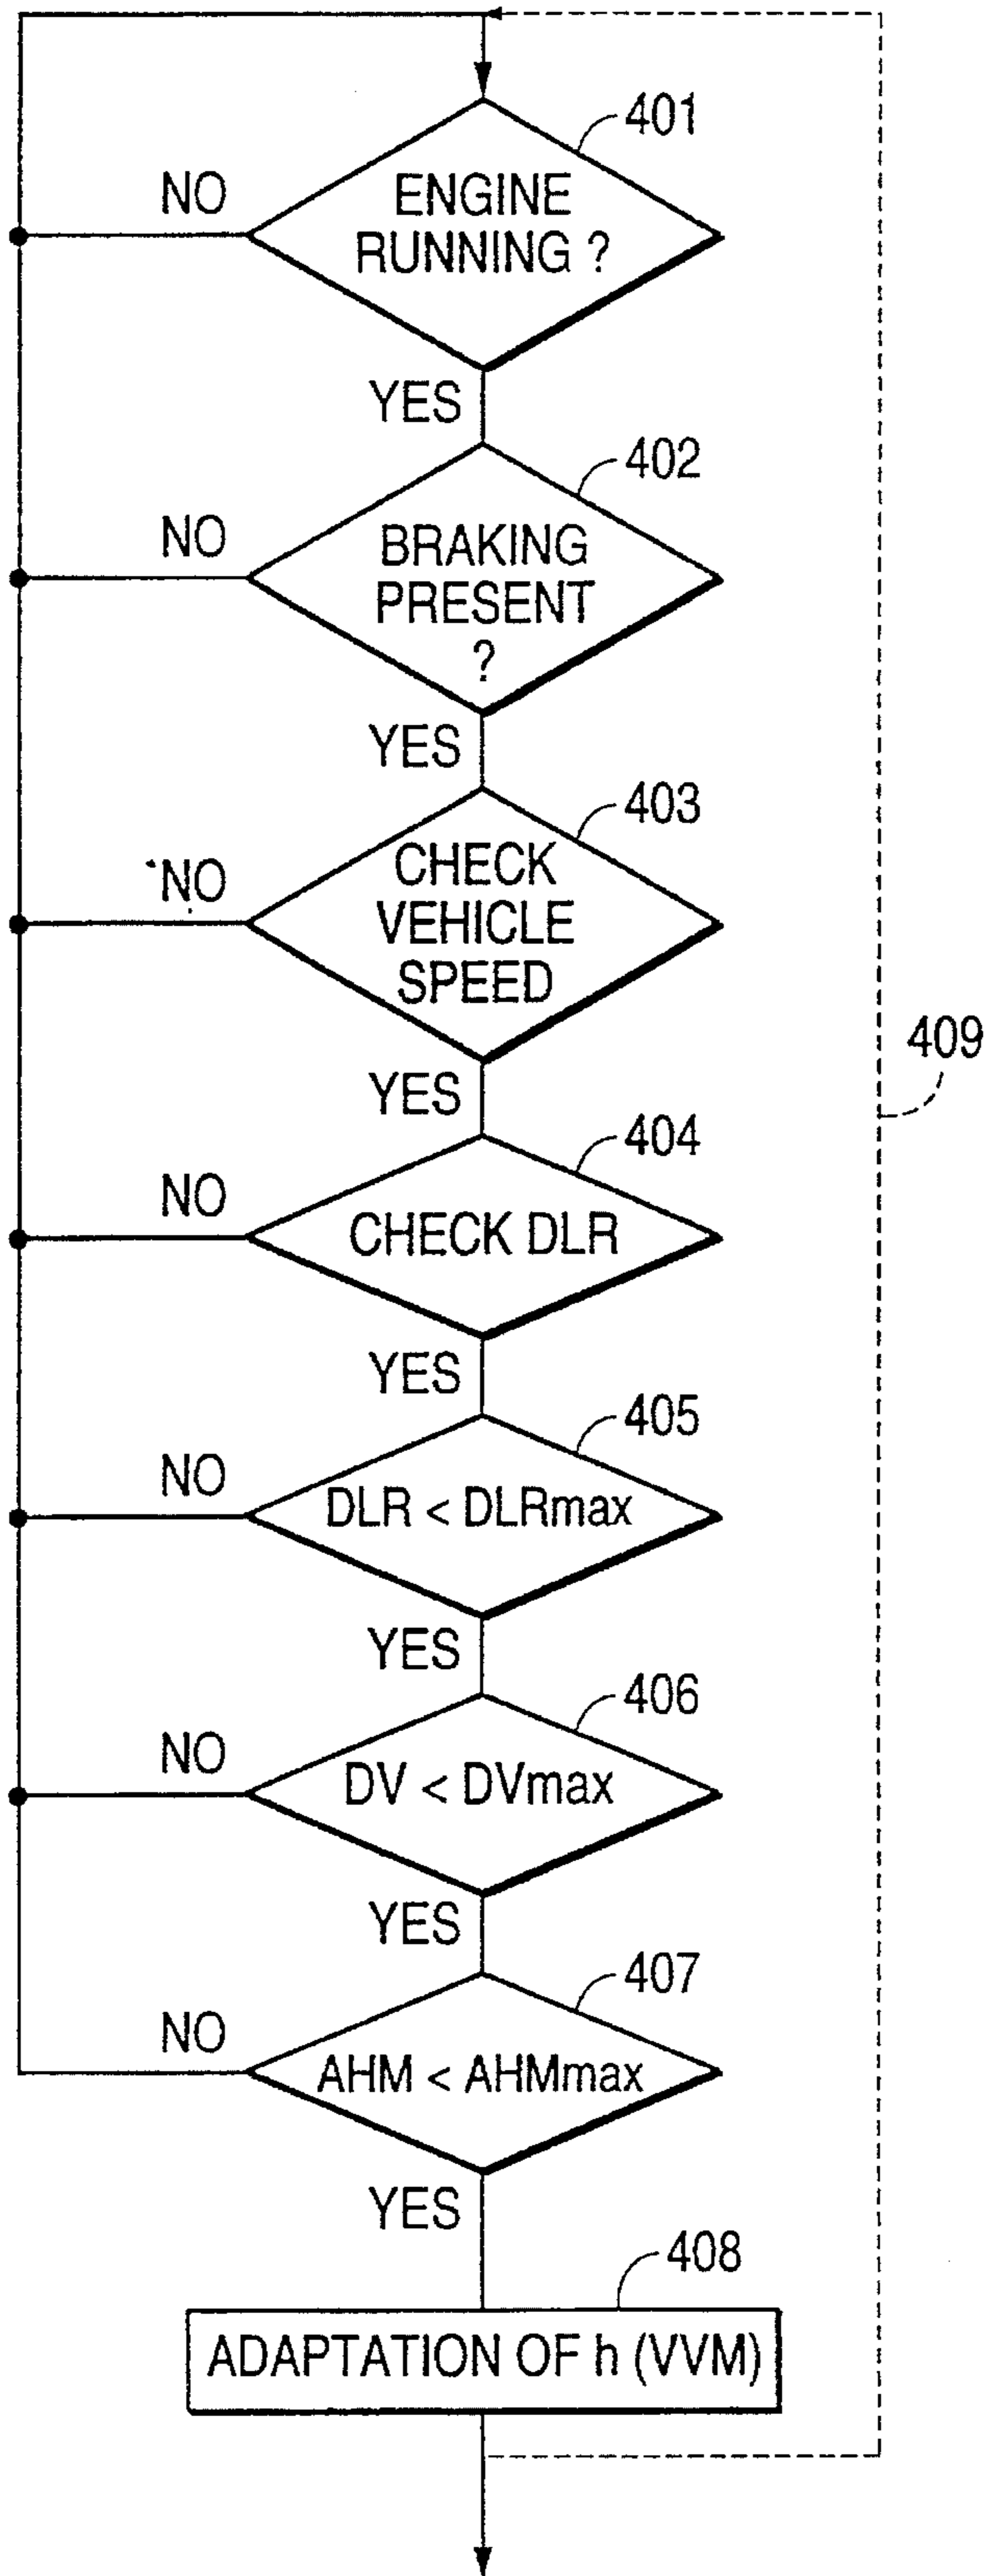 401
ENGINE
RUNNING ?
NO
YES
402
BRAKING
PRESENT
?
NO
YES
403
CHECK
VEHICLE
SPEED
NO
YES
409
404
CHECK DLR
NO
YES
405
DLR < DLRmax
NO
YES
406
DV < DVmax
NO
YES
407
AHM < AHMmax
NO
YES
408
ADAPTATION OF h (VVM)